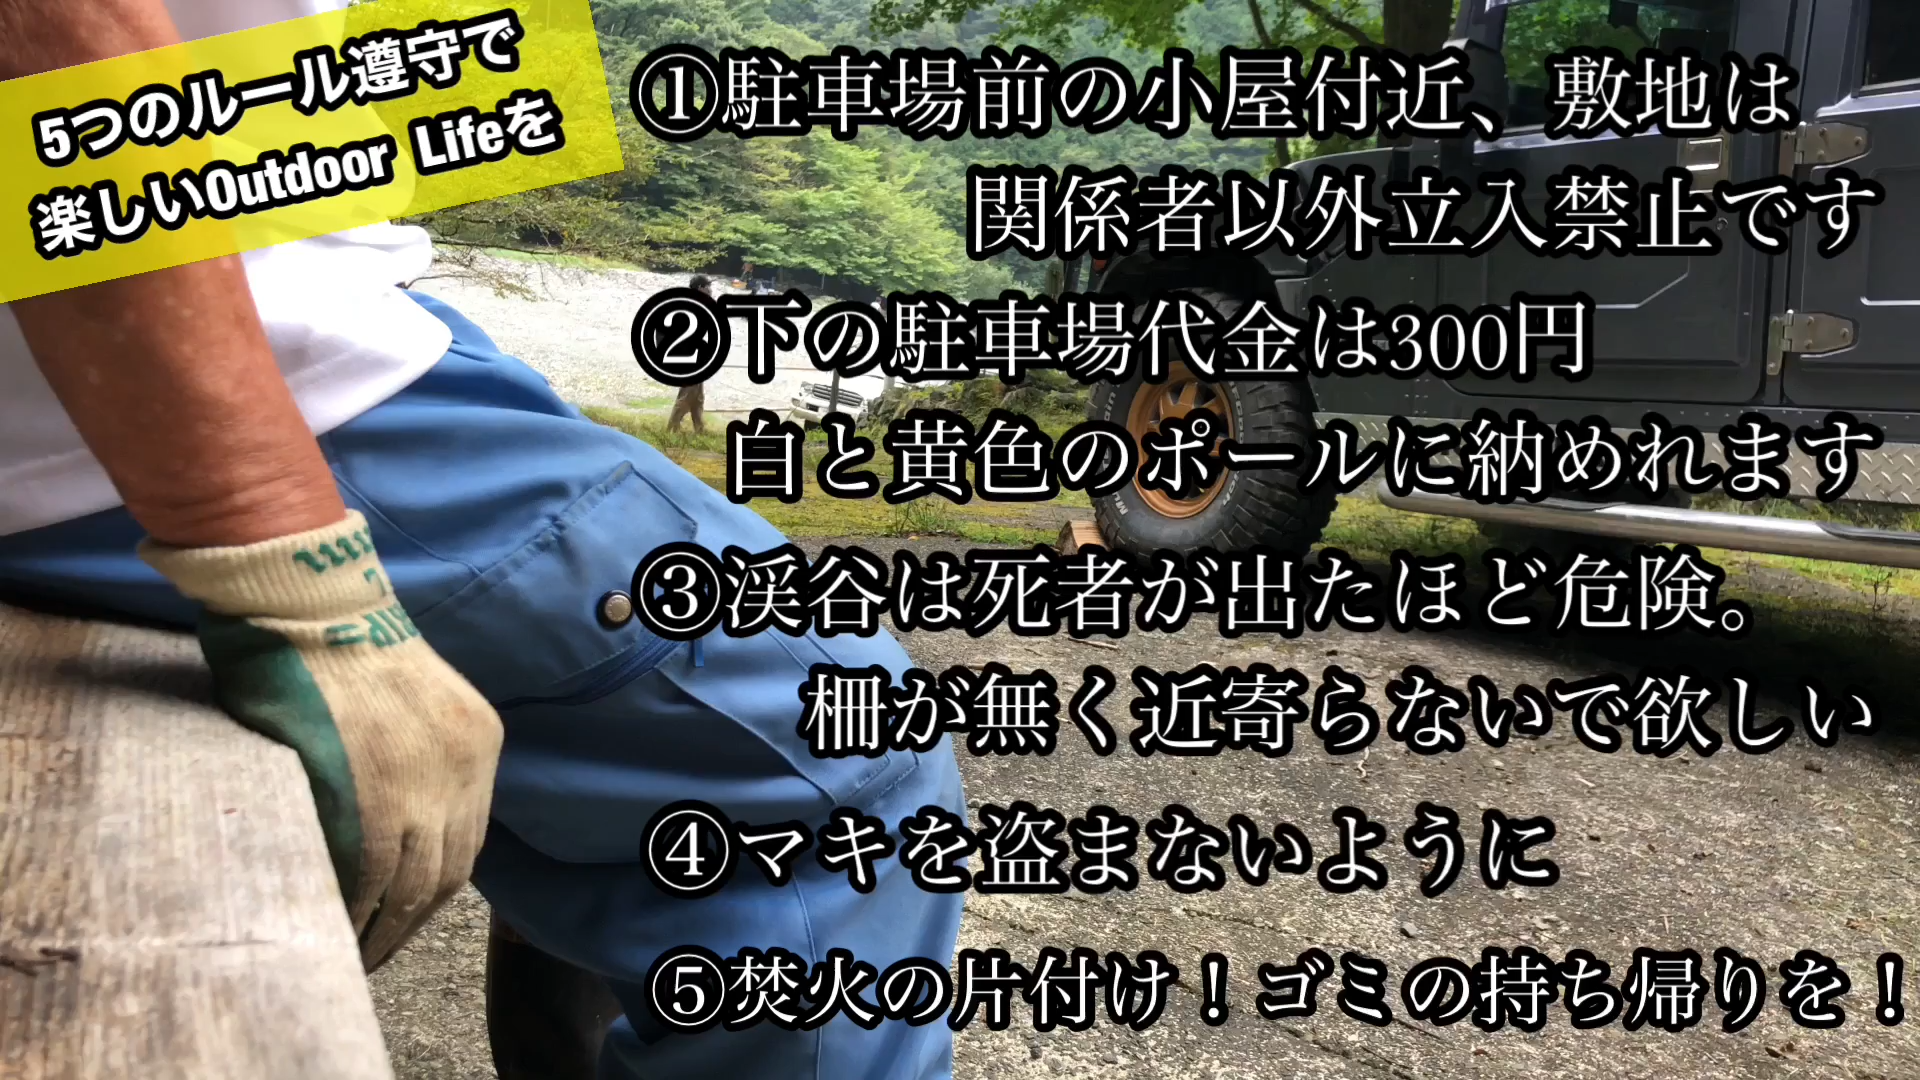 5つのルール遵守で
楽しいOutdoor Lifeを
①駐車場前の小屋付近、敷地は
関係者以外立入禁止です
②下の駐車場代金は300円
白と黄色のポールに納めれます
③渓谷は死者が出たほど危険。
柵が無く近寄らないで欲しい
④マキを盗まないように
⑤焚火の片付け！ゴミの持ち帰りを！